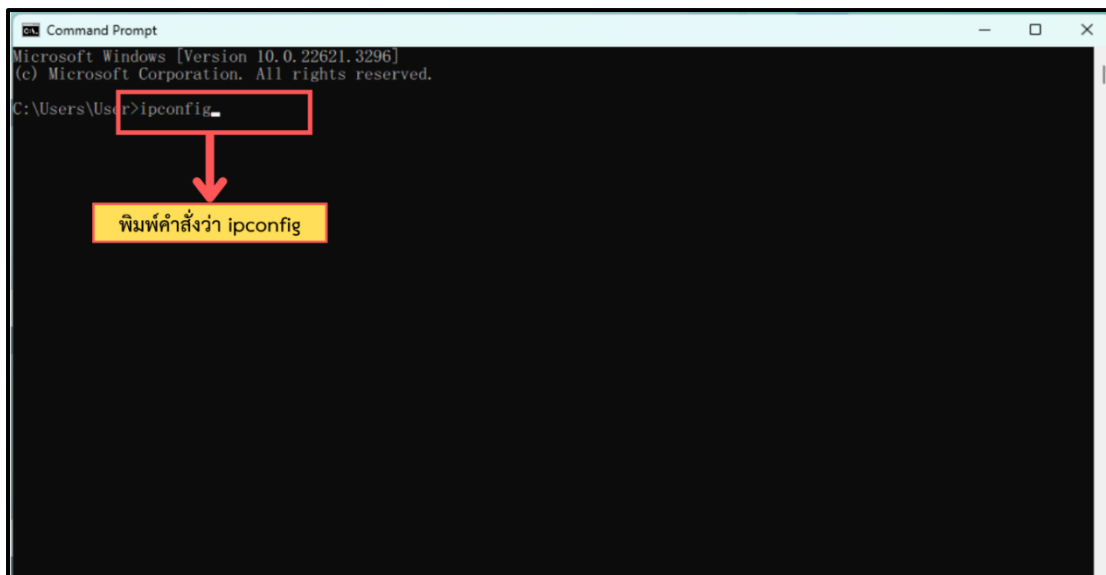 Command Prompt
Microsoft Windows [Version 10.0.22621.3296]
(c) Microsoft Corporation. All rights reserved.
C:\Users\User>ipconfig
พิมพ์คำสั่งว่า ipconfig